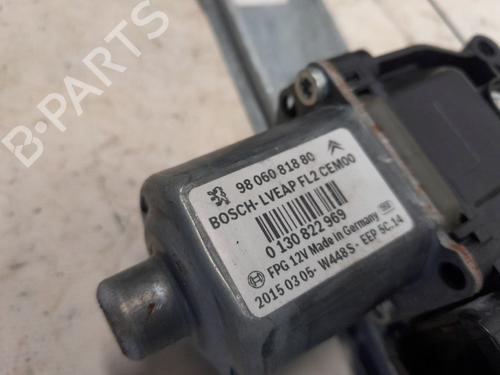 98 060 818 80
BOSCH-LVEAP FL2 CEM00
0 130 822 969
FPG 12V Made in Germany
2015 03 05- W448S - EEP 5C.14
B-PARTS